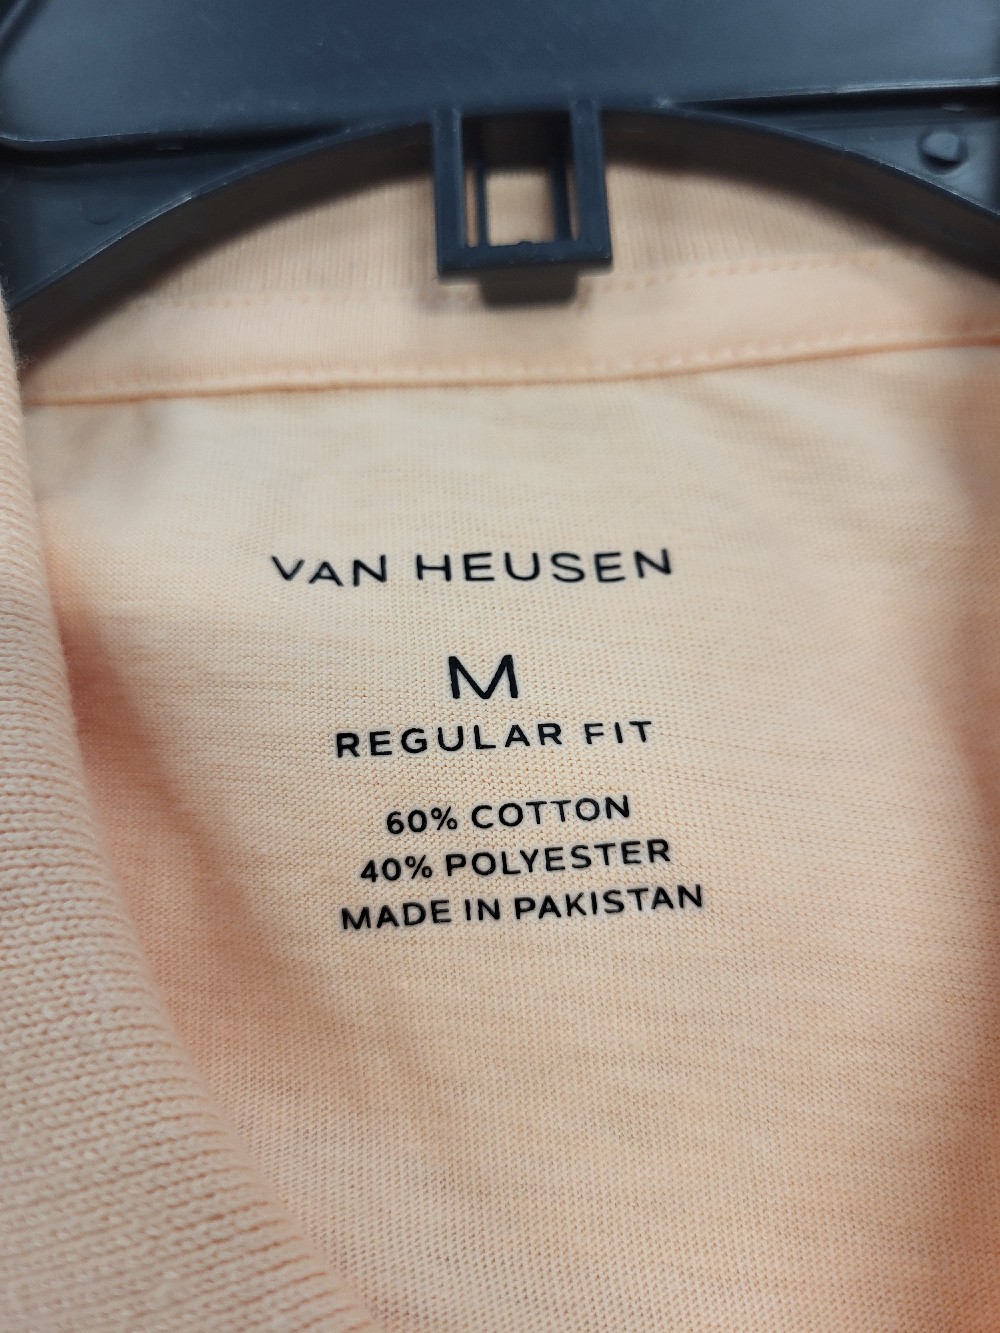 VAN HEUSEN
M
REGULAR FIT
60% COTTON
40% POLYESTER
MADE IN PAKISTAN